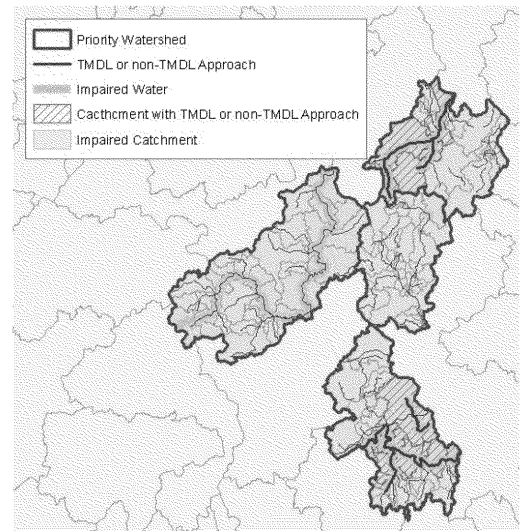 Priority Watershed
TMDL or non-TMDL Approach
Impaired Water
Cacthcment with TMDL or non-TMDL Approach
Impaired Catchment